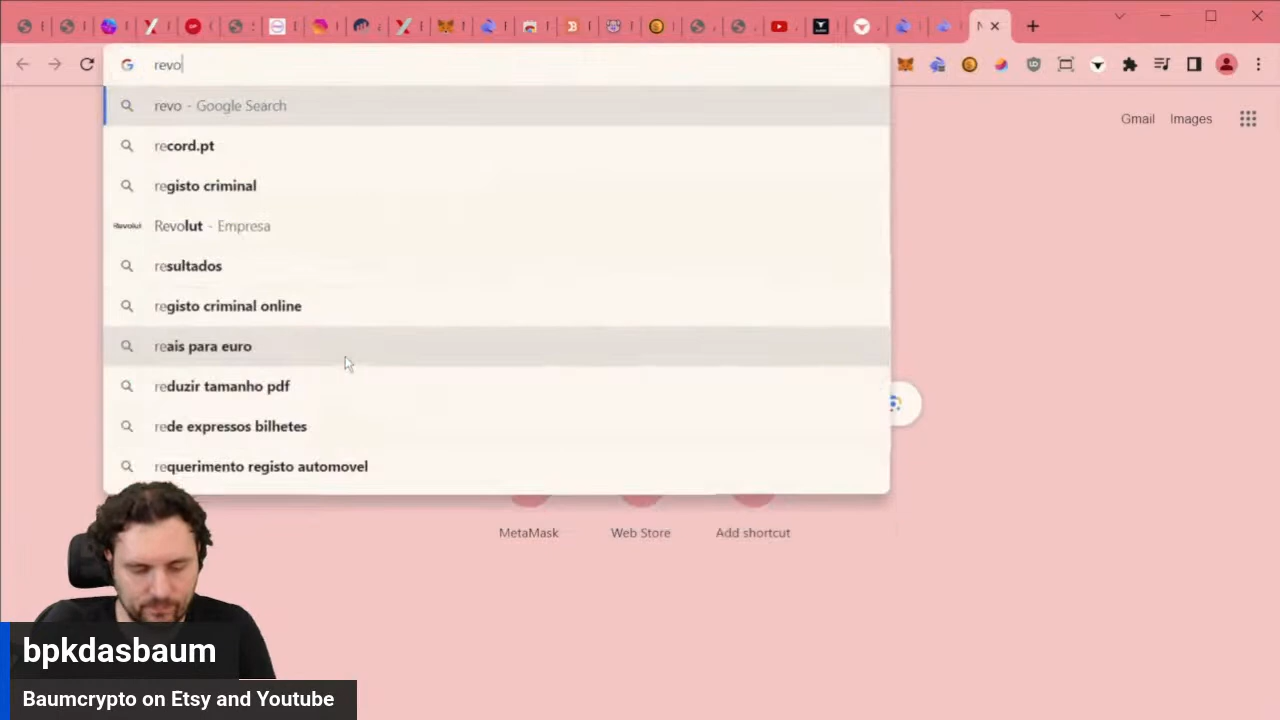 revo
revo - Google Search
record.pt
registo criminal
Revolut Revolut - Empresa
resultados
registo criminal online
reais para euro
reduzir tamanho pdf
rede expressos bilhetes
requerimento registo automovel
Gmail Images
MetaMask Web Store Add shortcut
bpkdasbaum
Baumcrypto on Etsy and Youtube